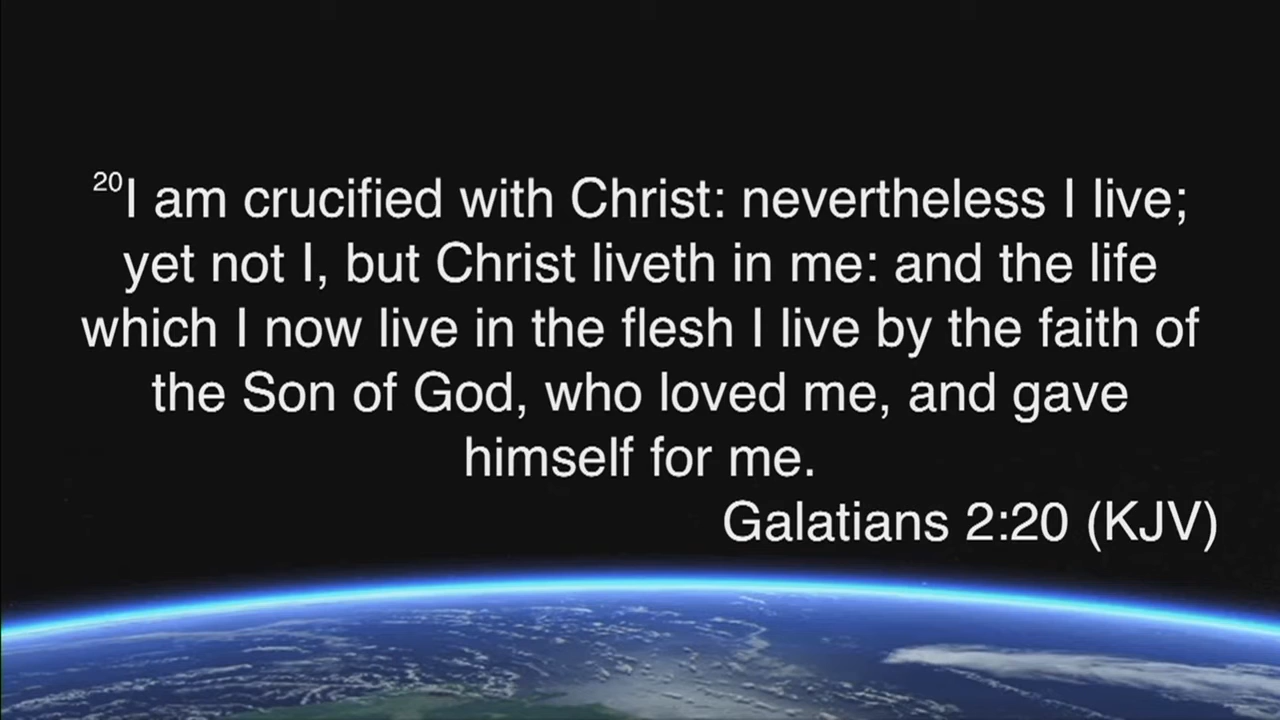 20I am crucified with Christ: nevertheless I live;
yet not I, but Christ liveth in me: and the life
which I now live in the flesh I live by the faith of
the Son of God, who loved me, and gave
himself for me.
Galatians 2:20 (KJV)